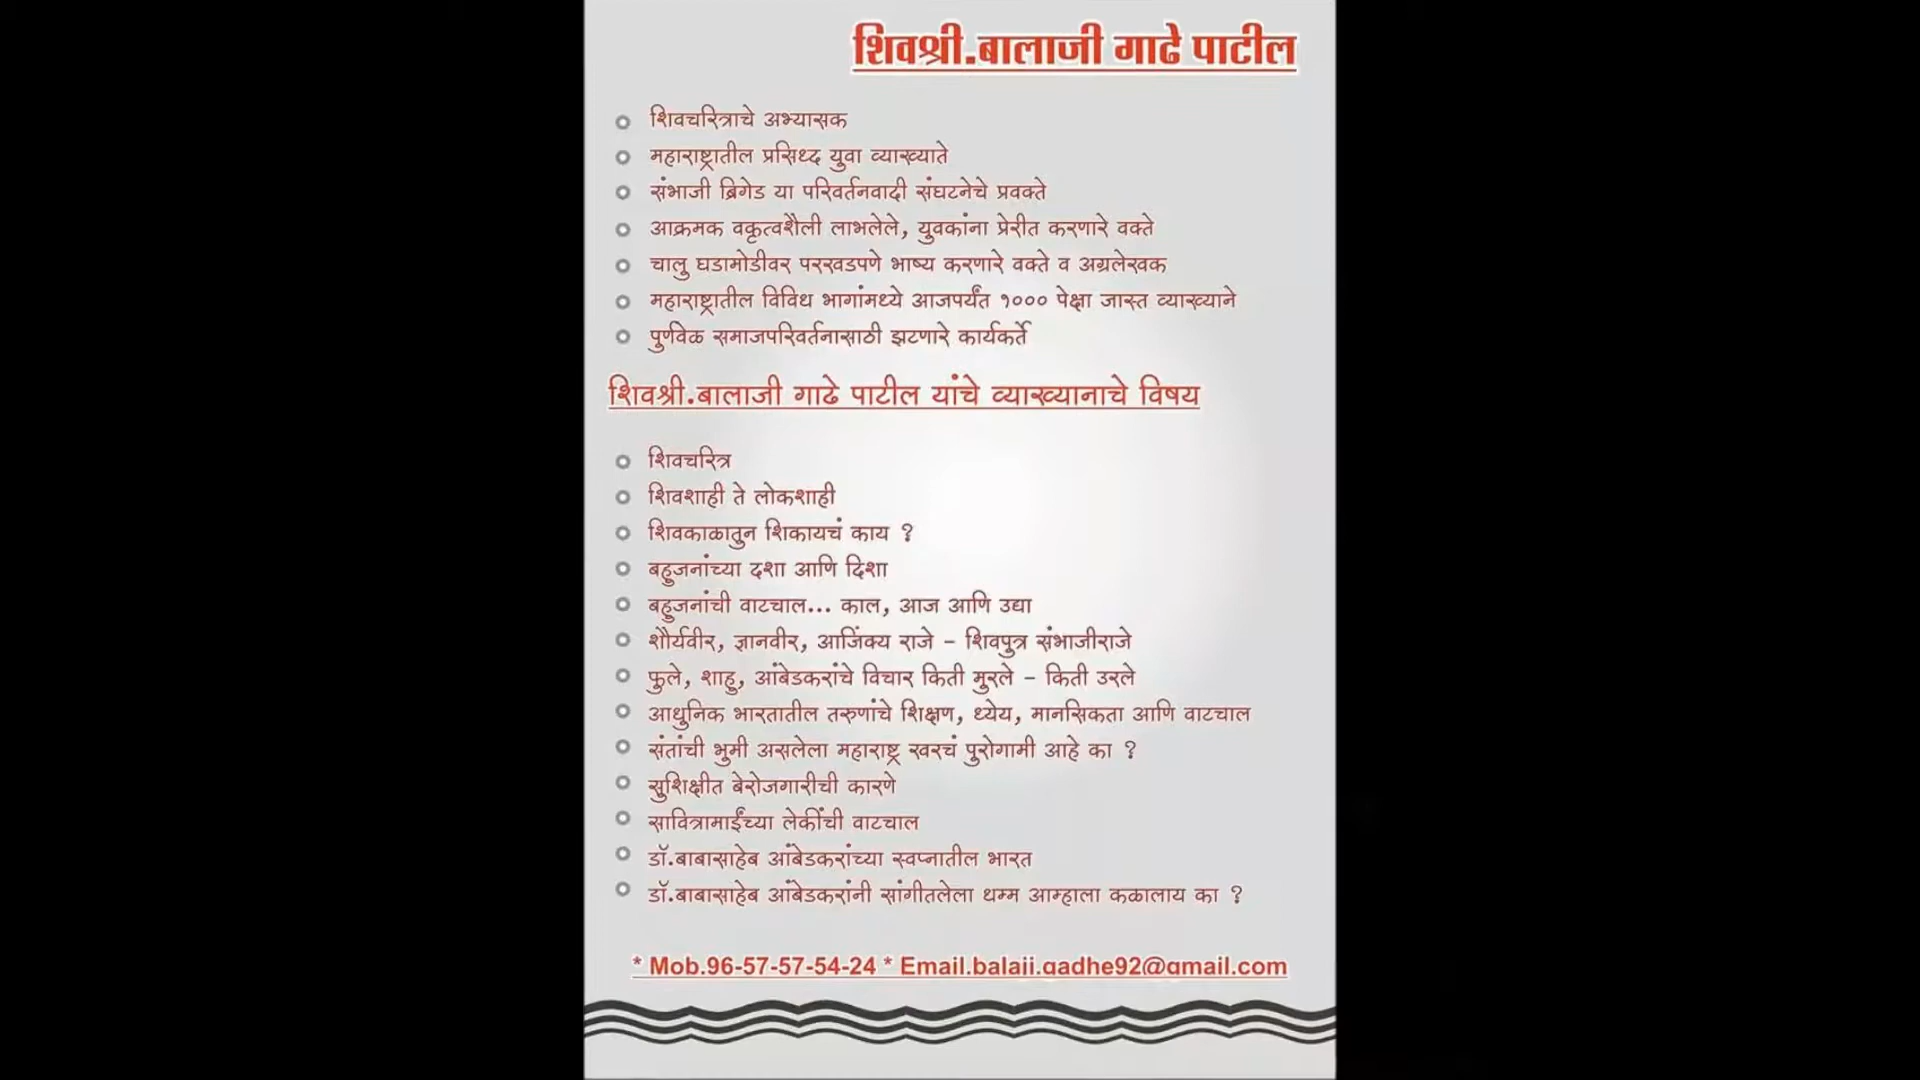 शिवश्री.बालाजी गाढे पाटील
शिवचरित्राचे अभ्यासक
महाराष्ट्रातील प्रसिध्द युवा व्याख्याते
संभाजी ब्रिगेड या परिवर्तनवादी संघटनेचे प्रवक्ते
आक्रमक वकृत्वशैली लाभलेले, युवकांना प्रेरीत करणारे वक्ते
चालु घडामोडीवर परखडपणे भाष्य करणारे वक्ते व अग्रलेखक
महाराष्ट्रातील विविध भागांमध्ये आजपर्यंत १००० पेक्षा जास्त व्याख्याने
पुर्णवेळ समाजपरिवर्तनासाठी झटणारे कार्यकर्ते
शिवश्री.बालाजी गाढे पाटील यांचे व्याख्यानाचे विषय
शिवचरित्र
शिवशाही ते लोकशाही
शिवकाळातुन शिकायचं काय ?
बहुजनांच्या दशा आणि दिशा
बहुजनांची वाटचाल... काल, आज आणि उद्या
शौर्यवीर, ज्ञानवीर, आजिंक्य राजे - शिवपुत्र संभाजीराजे
फुले, शाहु, आंबेडकरांचे विचार किती मुरले - किती उरले
आधुनिक भारतातील तरुणांचे शिक्षण, ध्येय, मानसिकता आणि वाटचाल
संतांची भुमी असलेला महाराष्ट्र खरचं पुरोगामी आहे का ?
सुशिक्षीत बेरोजगारीची कारणे
सावित्रामाईंच्या लेकींची वाटचाल
डॉ.बाबासाहेब आंबेडकरांच्या स्वप्नातील भारत
डॉ.बाबासाहेब आंबेडकरांनी सांगीतलेला धम्म आम्हाला कळालाय का ?
* Mob.96-57-57-54-24 * Email.balaji.gadhe92@gmail.com